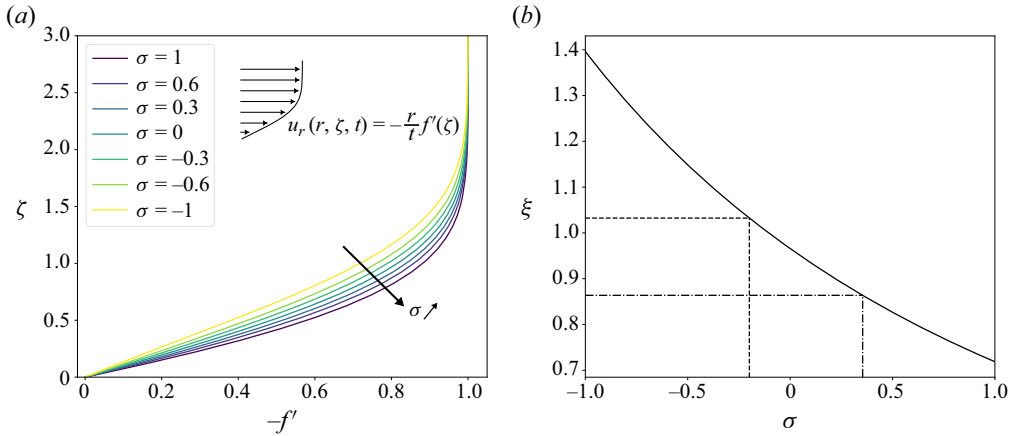 (a)
3.0
2.5
2.0
1.5
1.0
0.5
0
ζ
σ = 1
σ = 0.6
σ = 0.3
σ = 0
σ = –0.3
σ = –0.6
σ = –1
u_r (r, ζ, t) = –r/t f′(ζ)
σ ↗
0 0.2 0.4 0.6 0.8 1.0
–f′
(b)
1.4
1.3
1.2
1.1
1.0
0.9
0.8
0.7
ξ
–1.0 –0.5 0 0.5 1.0
σ